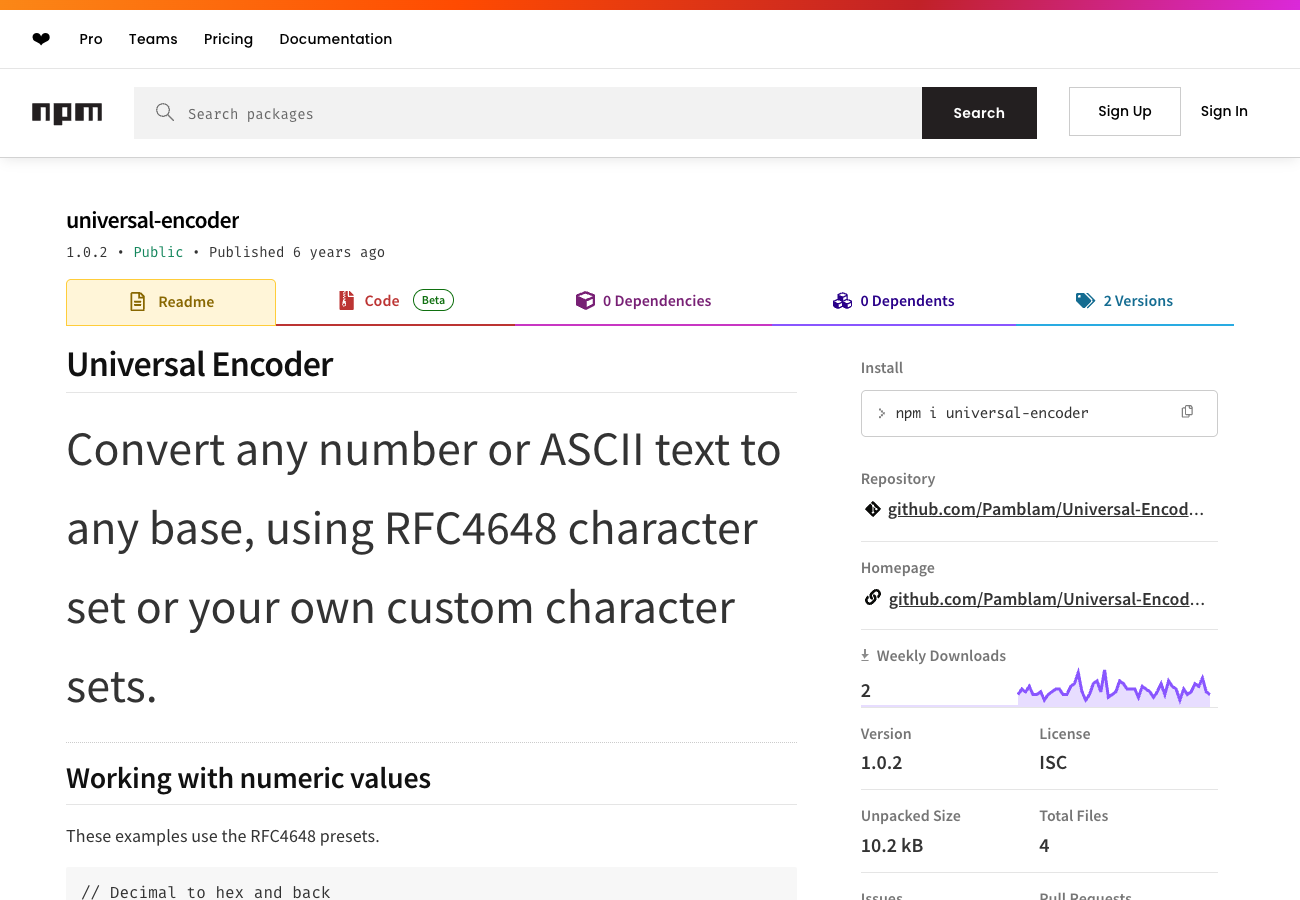 ❤ Pro Teams Pricing Documentation
npm Search packages Search Sign Up Sign In
universal-encoder
1.0.2 • Public • Published 6 years ago
Readme Code Beta 0 Dependencies 0 Dependents 2 Versions
Universal Encoder
Convert any number or ASCII text to
any base, using RFC4648 character
set or your own custom character
sets.
Working with numeric values
These examples use the RFC4648 presets.
// Decimal to hex and back
Install
> npm i universal-encoder
Repository
github.com/Pamblam/Universal-Encod...
Homepage
github.com/Pamblam/Universal-Encod...
Weekly Downloads
2
Version License
1.0.2 ISC
Unpacked Size Total Files
10.2 kB 4
Issues Pull Requests